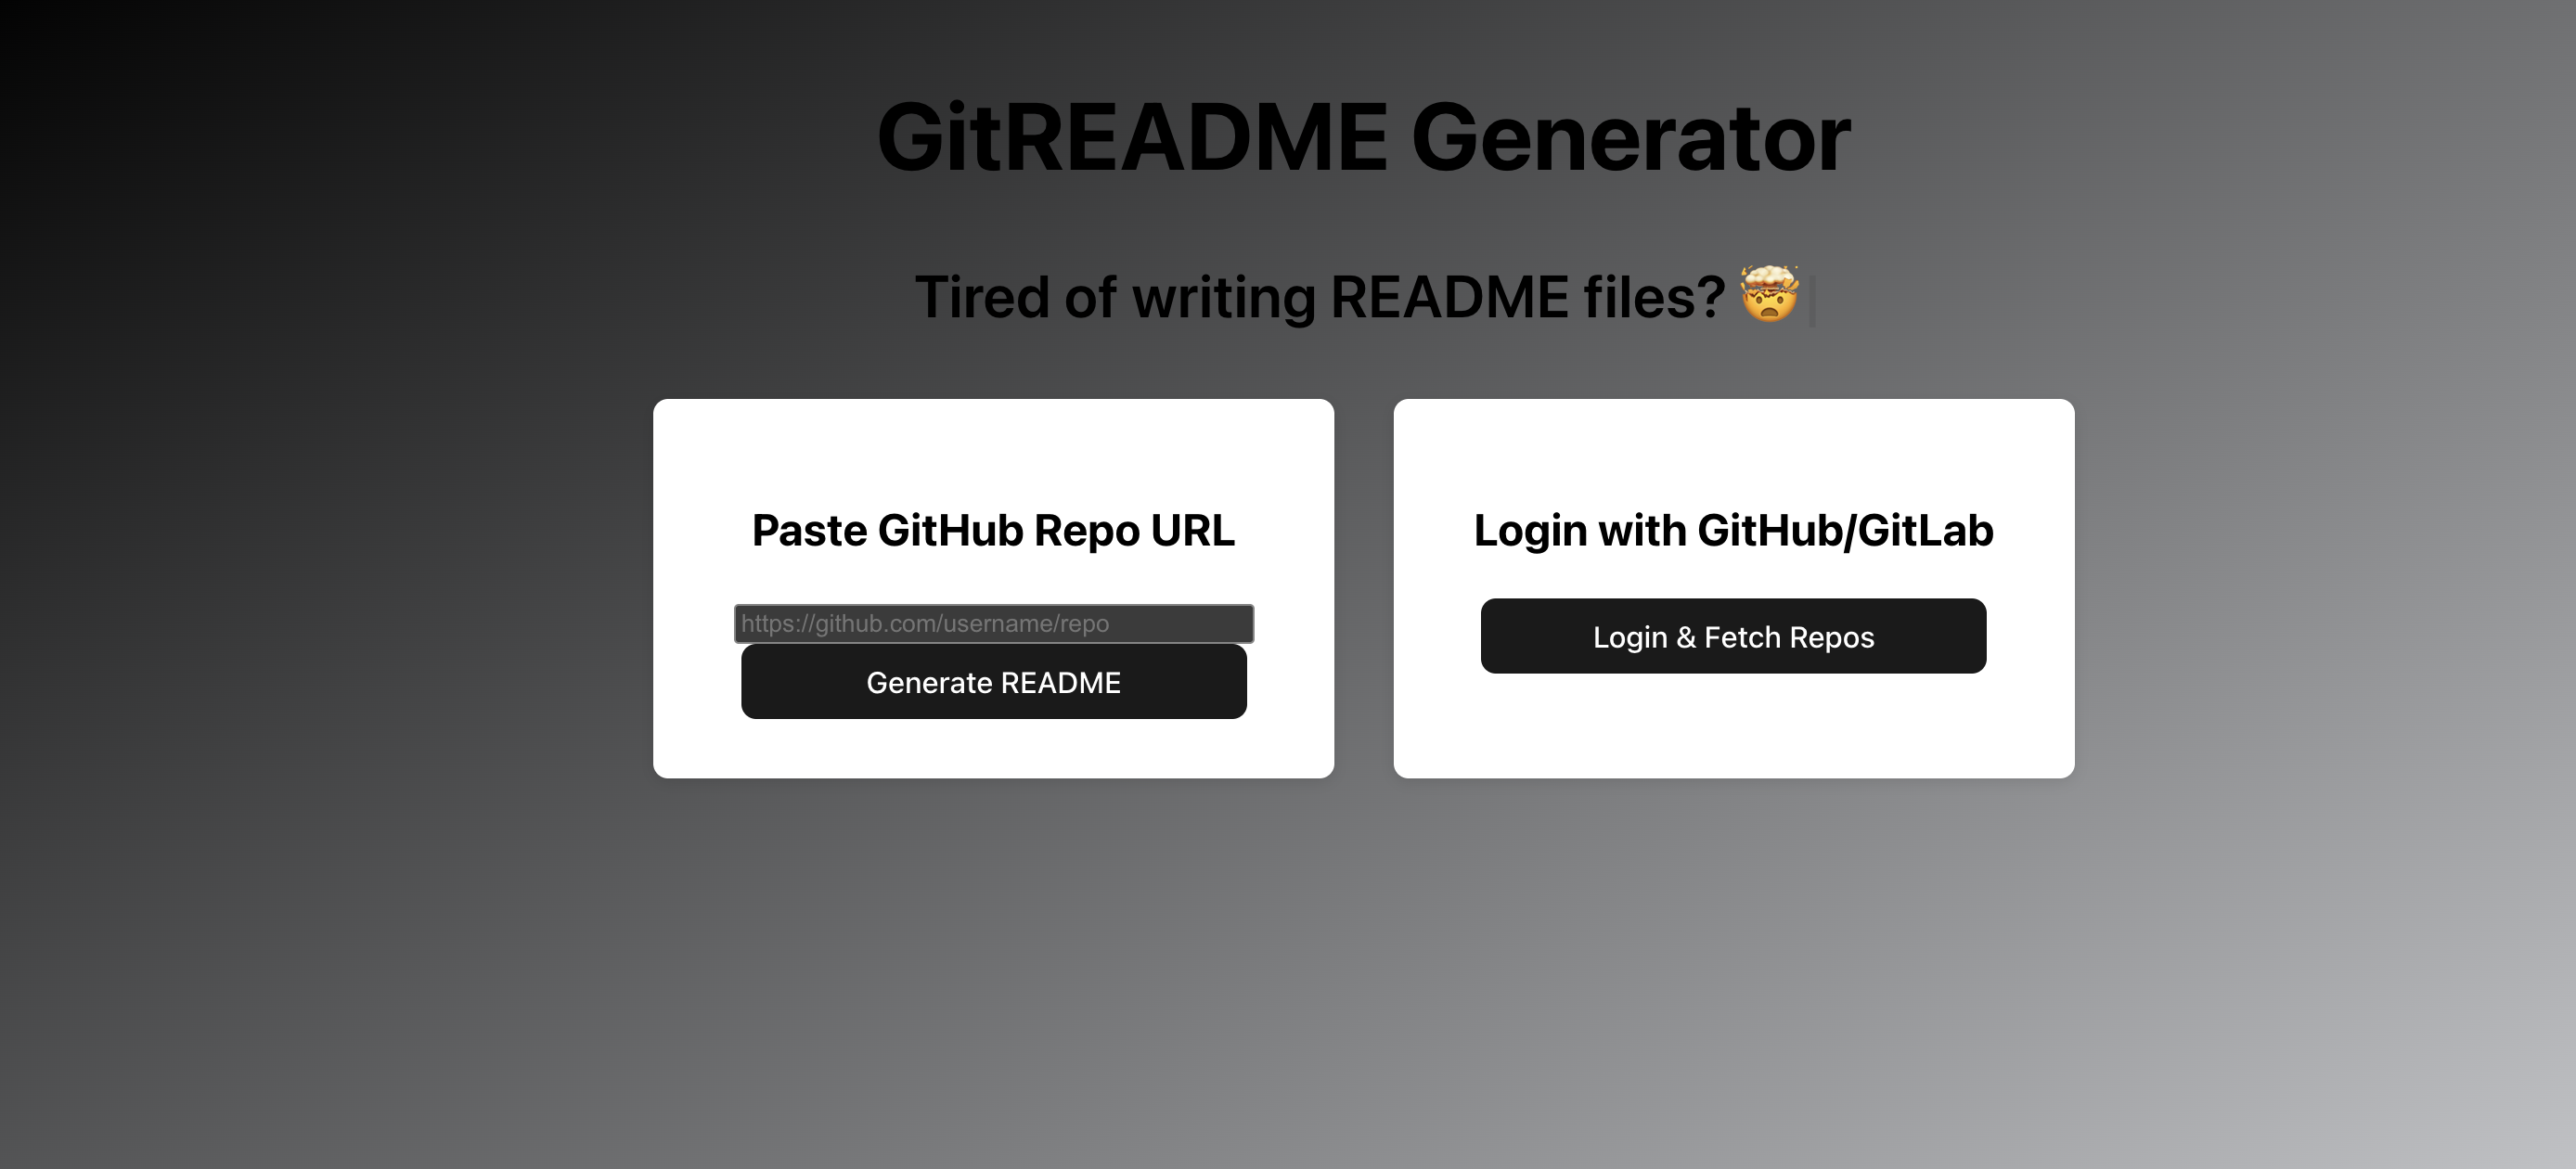 GitREADME Generator
Tired of writing README files? 🤯|
Paste GitHub Repo URL
https://github.com/username/repo
Generate README
Login with GitHub/GitLab
Login & Fetch Repos